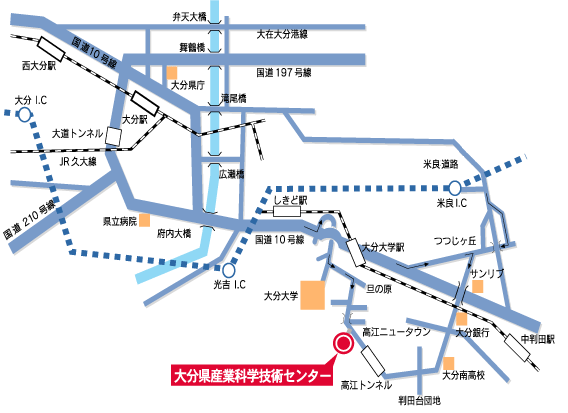 弁天大橋
大在大分港線
国道10号線
舞鶴橋
西大分駅
国道197号線
大分県庁
滝尾橋
大分 I.C
大分駅
大道トンネル
JR久大線
米良道路
広瀬橋
しきど駅
米良 I.C
国道 210号線
県立病院
府内大橋
国道10号線
大分大学駅
つつじヶ丘
サンリブ
光吉 I.C
大分大学
旦の原
高江ニュータウン
大分銀行
中判田駅
大分県産業科学技術センター
高江トンネル
大分南高校
判田台団地